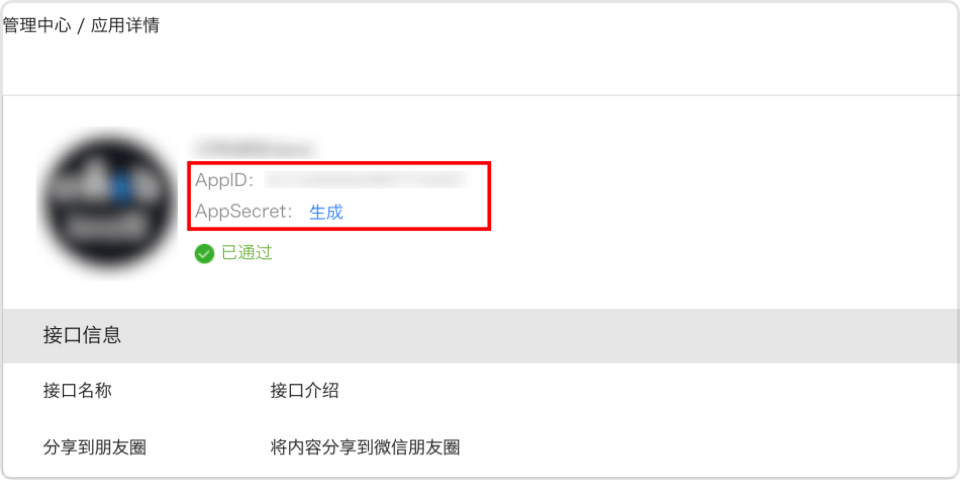 管理中心 / 应用详情
AppID:
AppSecret: 生成
已通过
接口信息
接口名称 接口介绍
分享到朋友圈 将内容分享到微信朋友圈